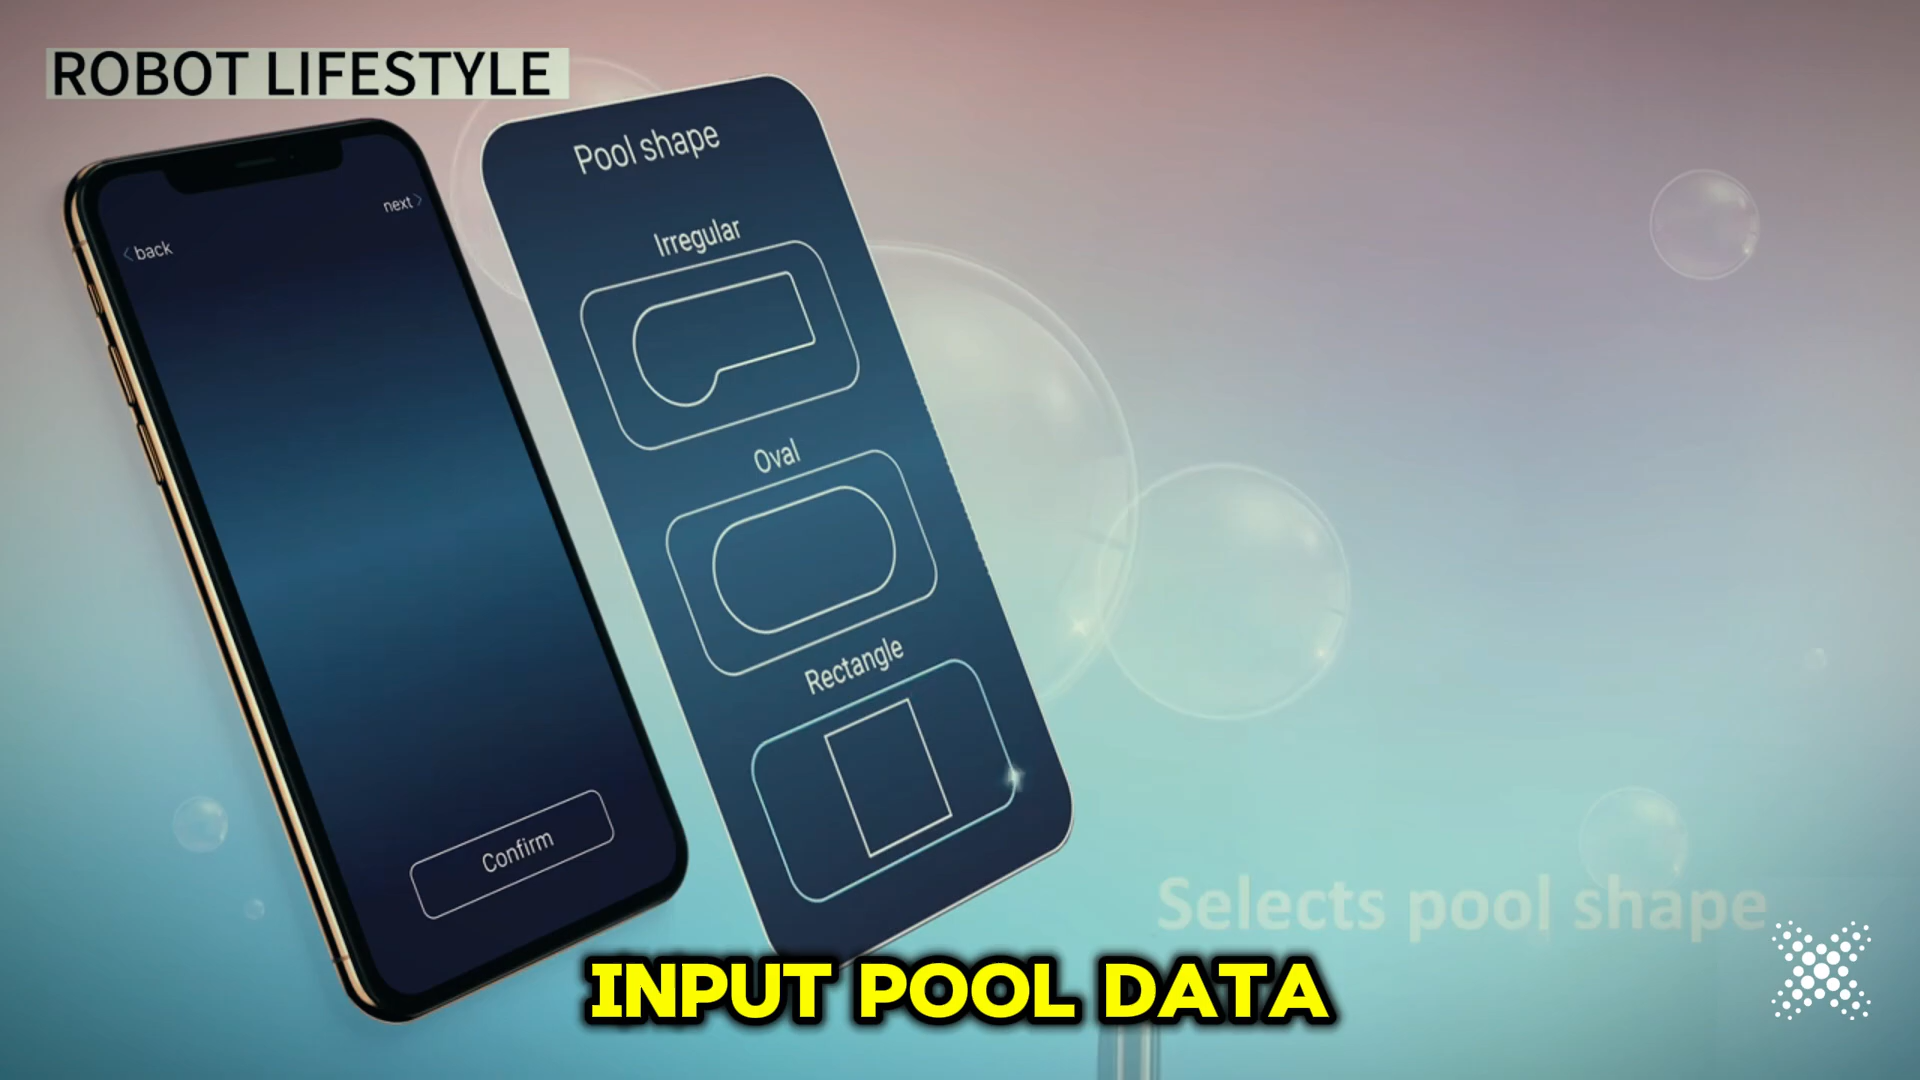 ROBOT LIFESTYLE
next
back
Confirm
Pool shape
Irregular
Oval
Rectangle
Selects pool shape
INPUT POOL DATA